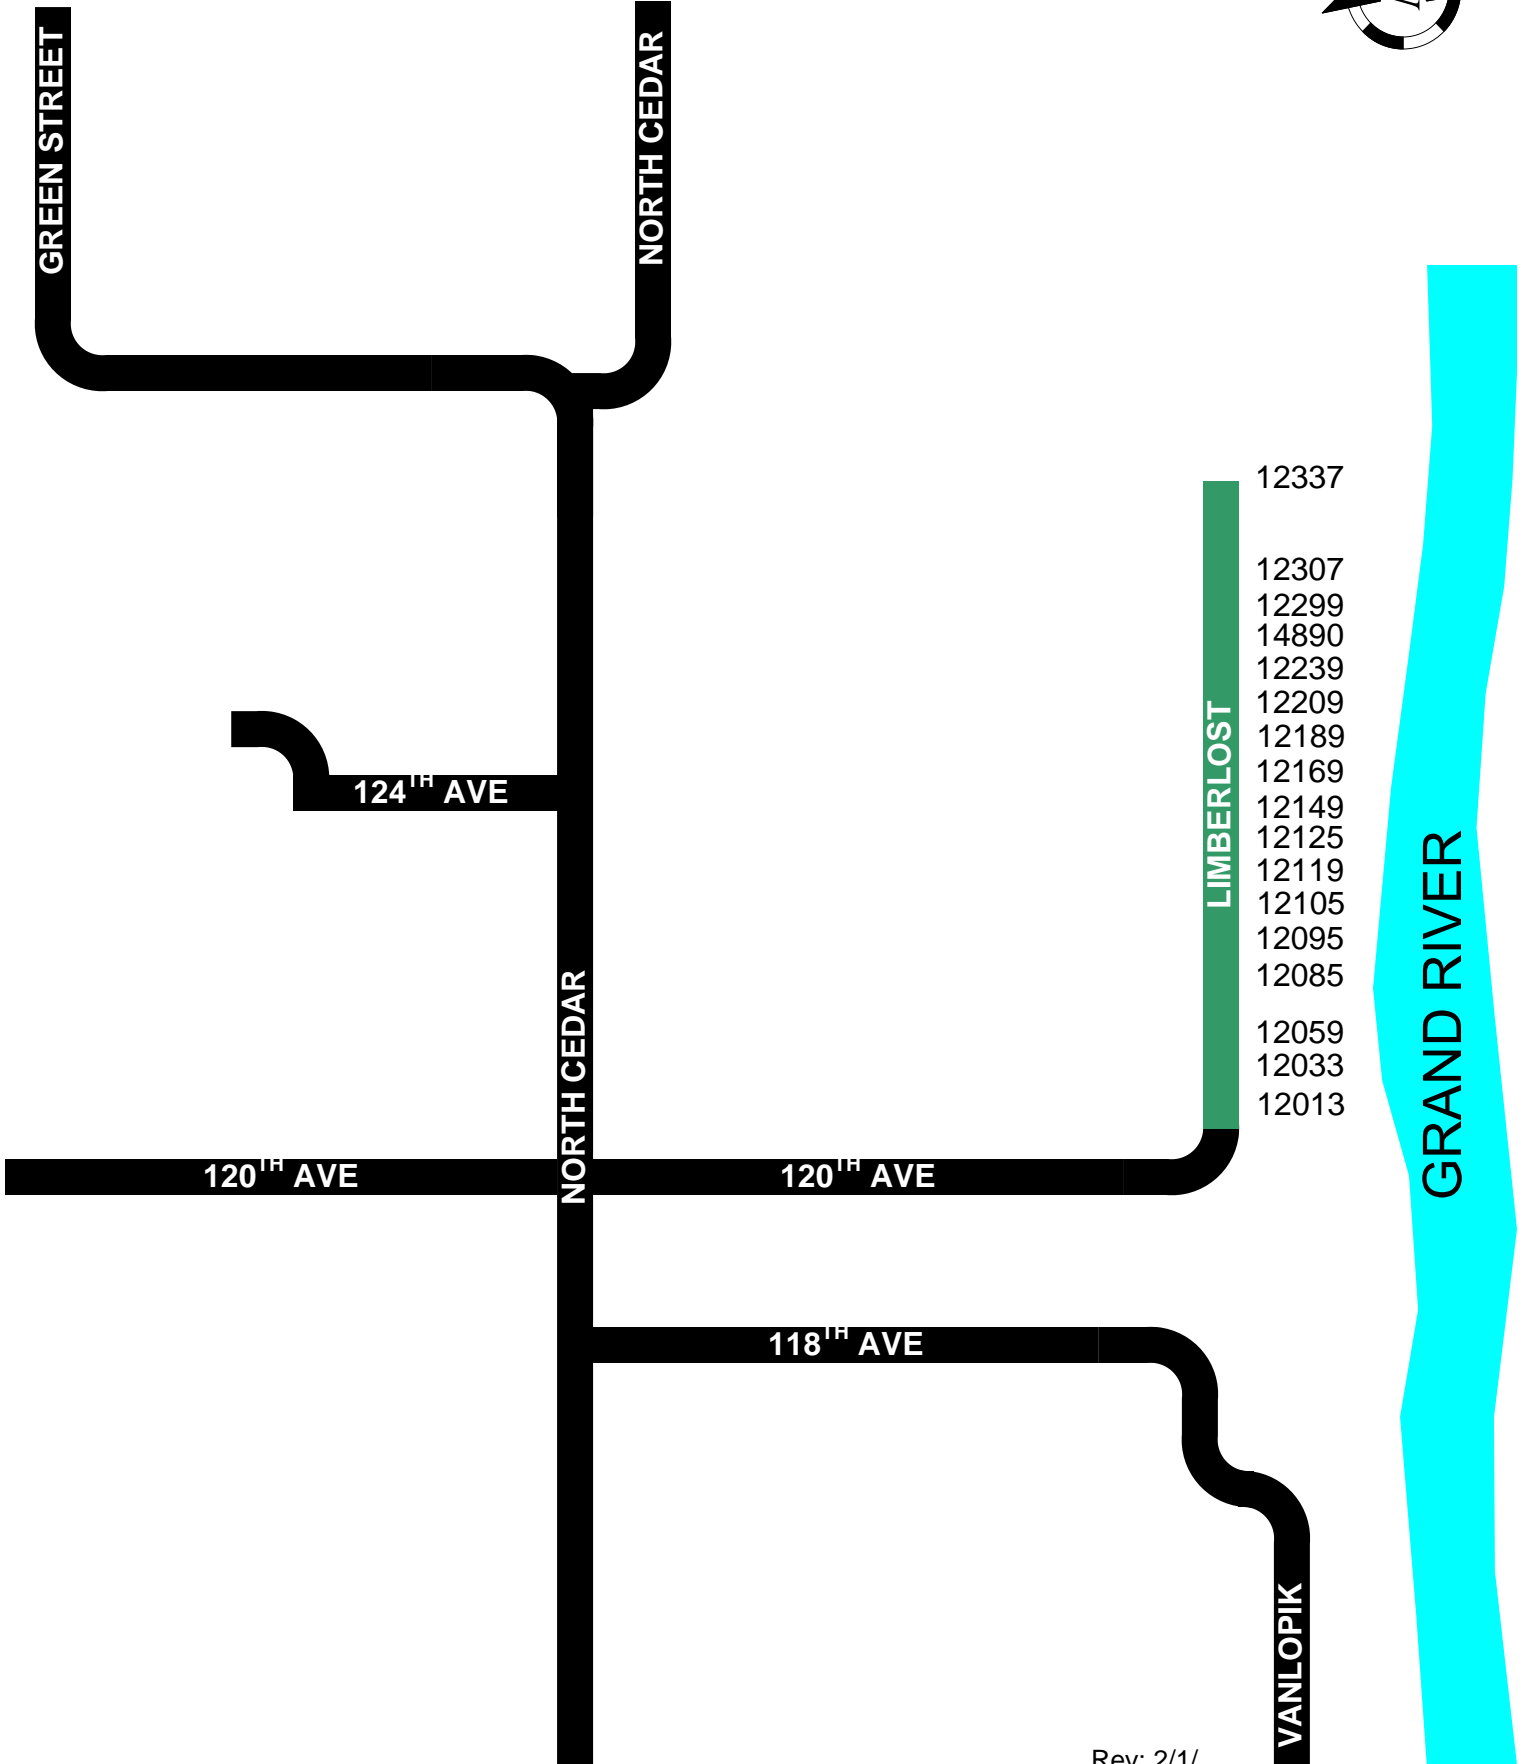 GREEN STREET
NORTH CEDAR
12337
12307
12299
14890
12239
12209
12189
12169
12149
12125
12119
12105
12095
12085
12059
12033
12013
LIMBERLOST
124TH AVE
GRAND RIVER
NORTH CEDAR
120TH AVE
120TH AVE
118TH AVE
VANLOPIK
Rev: 2/1/